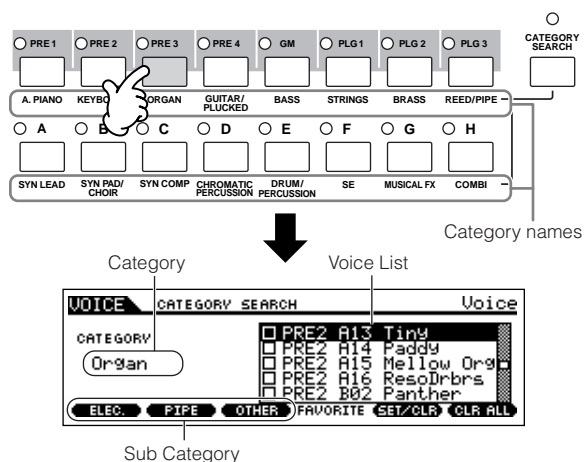 CATEGORY SEARCH
PRE 1 PRE 2 PRE 3 PRE 4 GM PLG 1 PLG 2 PLG 3
A. PIANO ORGAN GUITAR/PLUCKED BASS STRINGS BRASS REED/PIPE
A B C D E F G H
SYN LEAD SYN PAD/CHOIR SYN COMP CHROMATIC PERCUSSION DRUM/PERCUSSION SE MUSICAL FX COMBI
Category names
Category Voice List
VOICE CATEGORY SEARCH Voice
CATEGORY
Organ
PRE2 A13 Tiny
PRE2 A14 Paddy
PRE2 A15 Mellow Org
PRE2 A16 ResoDrbrs
PRE2 B02 Panther
ELEC. PIPE OTHER FAVORITE SET/CLR CLR ALL
Sub Category